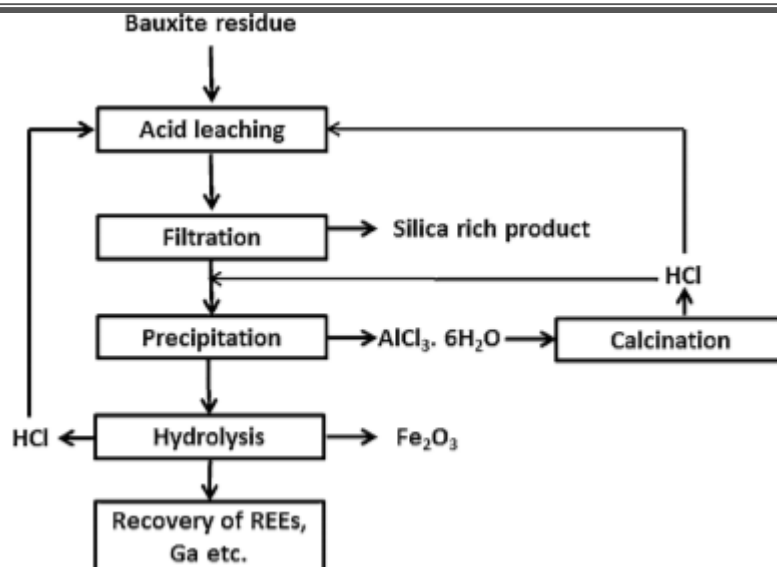 Bauxite residue
Acid leaching
Filtration
Silica rich product
HCl
Precipitation
AlCl₃. 6H₂O
Calcination
HCl
Hydrolysis
Fe₂O₃
Recovery of REEs,
Ga etc.